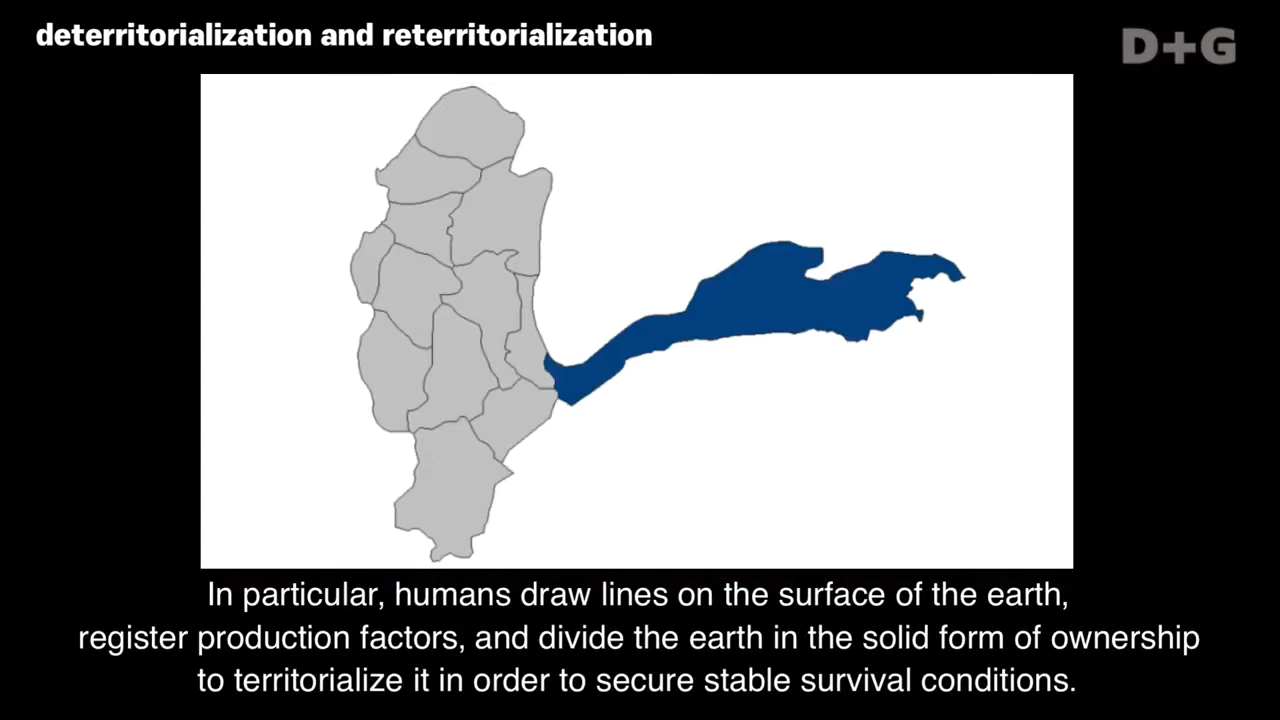 deterritorialization and reterritorialization
D+G
In particular, humans draw lines on the surface of the earth,
register production factors, and divide the earth in the solid form of ownership
to territorialize it in order to secure stable survival conditions.